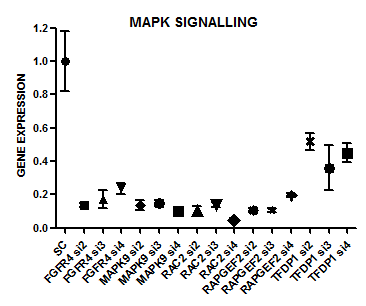 MAPK SIGNALLING
GENE EXPRESSION
1.2
1.0
0.8
0.6
0.4
0.2
0.0
SC
FGFR4 si2
FGFR4 si3
FGFR4 si4
MAPK9 si2
MAPK9 si3
MAPK9 si4
RAC2 si2
RAC2 si3
RAC2 si4
RAPGEF2 si2
RAPGEF2 si3
RAPGEF2 si4
TFDP1 si2
TFDP1 si3
TFDP1 si4